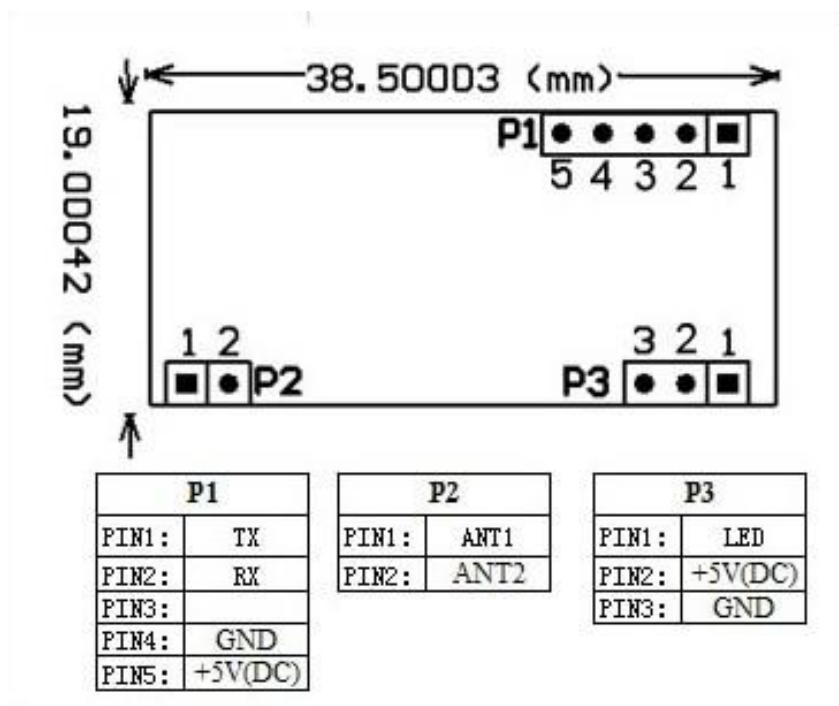 38.500D3 (mm)
19.00042 (mm)
P1
5 4 3 2 1
1 2
P2
3 2 1
P3
P1
PIN1: TX
PIN2: RX
PIN3:
PIN4: GND
PIN5: +5V(DC)
P2
PIN1: ANT1
PIN2: ANT2
P3
PIN1: LED
PIN2: +5V(DC)
PIN3: GND